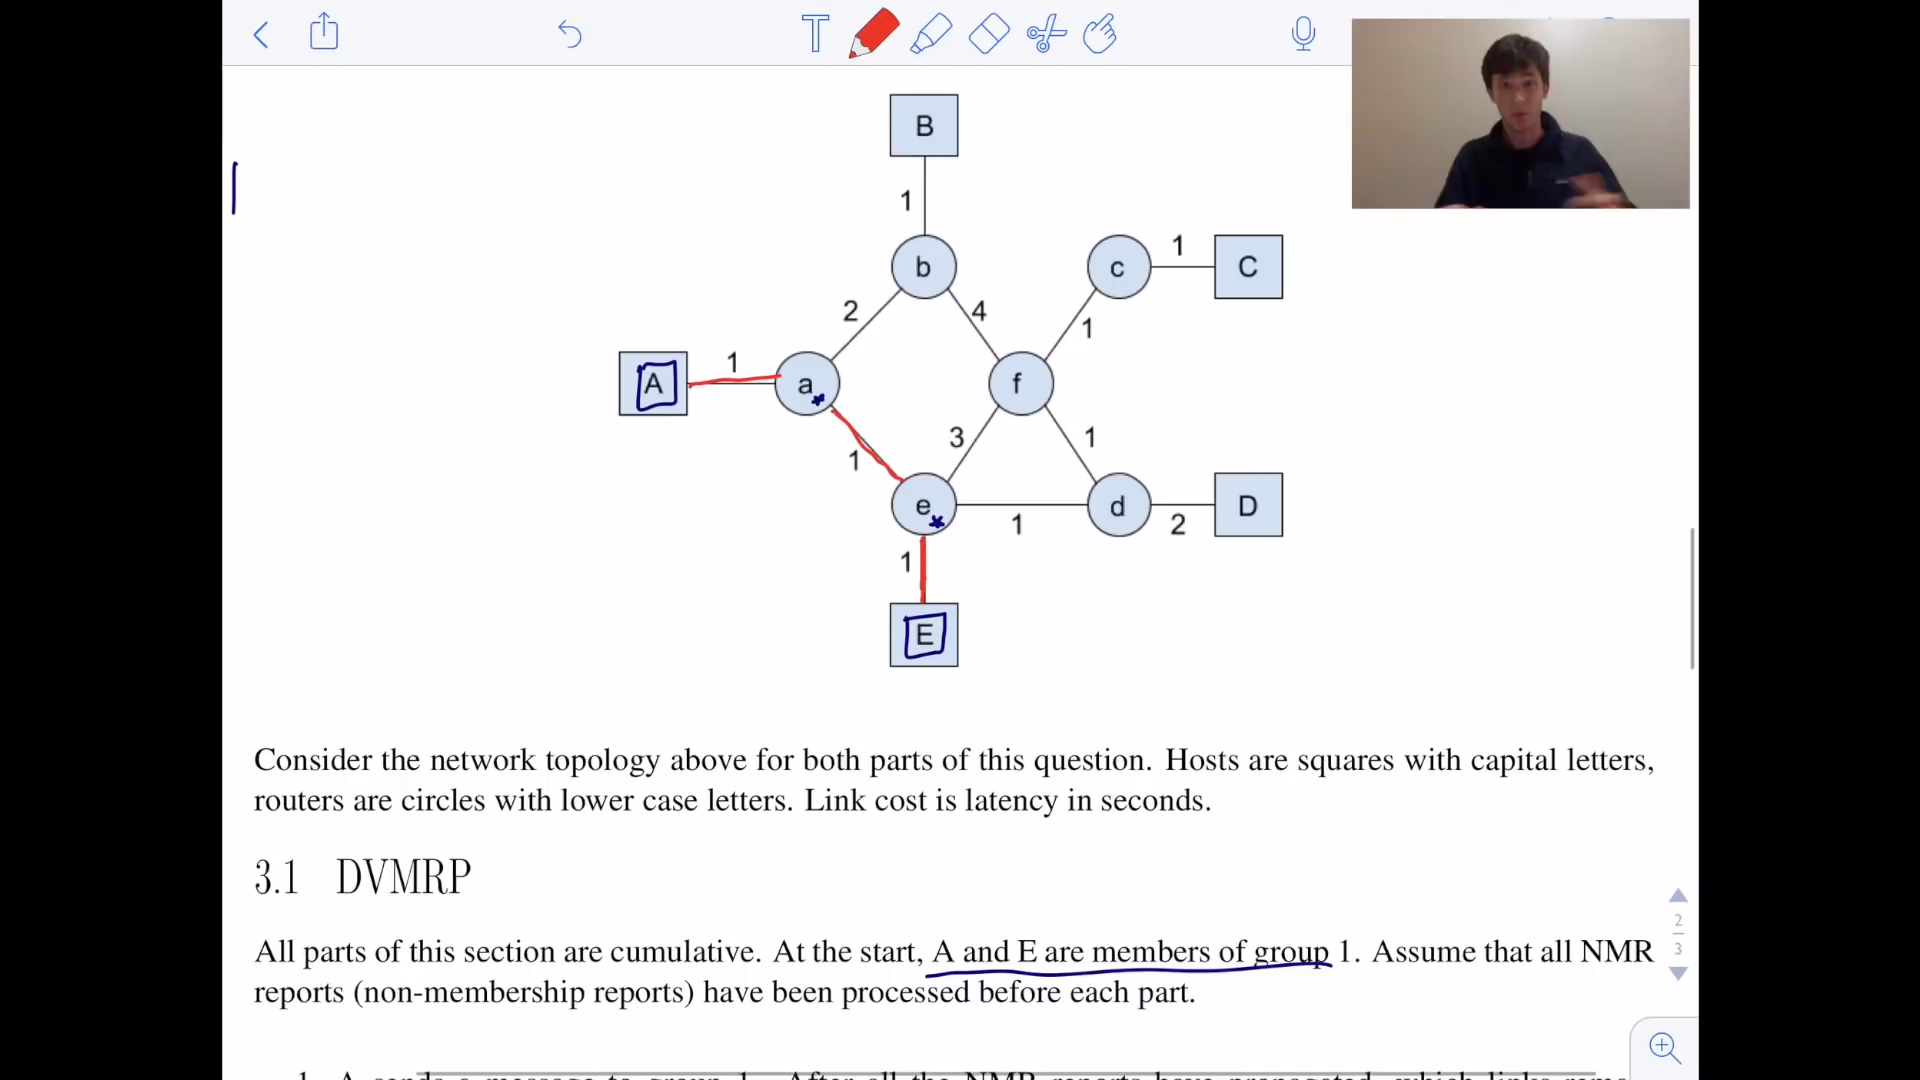 B
1
b
c
1
C
2
4
1
A
1
a
f
1
3
1
e
1
d
2
D
1
E
Consider the network topology above for both parts of this question. Hosts are squares with capital letters,
routers are circles with lower case letters. Link cost is latency in seconds.
3.1 DVMRP
All parts of this section are cumulative. At the start, A and E are members of group 1. Assume that all NMR
reports (non-membership reports) have been processed before each part.
2
3